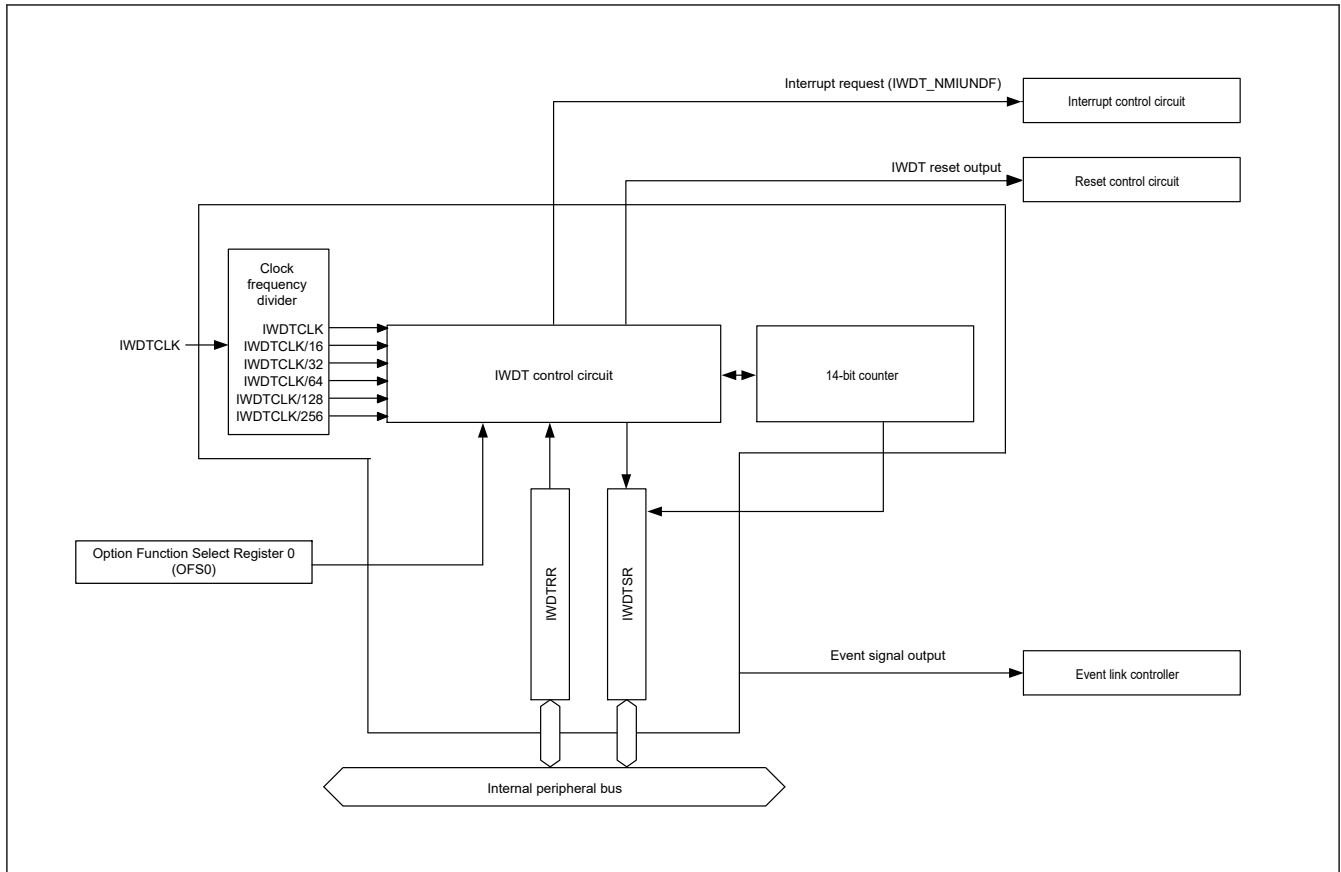 Interrupt request (IWDT_NMIUNDF)
Interrupt control circuit
IWDT reset output
Reset control circuit
Clock
frequency
divider
IWDTCLK
IWDTCLK
IWDTCLK/16
IWDTCLK/32
IWDTCLK/64
IWDTCLK/128
IWDTCLK/256
IWDT control circuit
14-bit counter
Option Function Select Register 0
(OFS0)
IWDTRR
IWDTSR
Event signal output
Event link controller
Internal peripheral bus